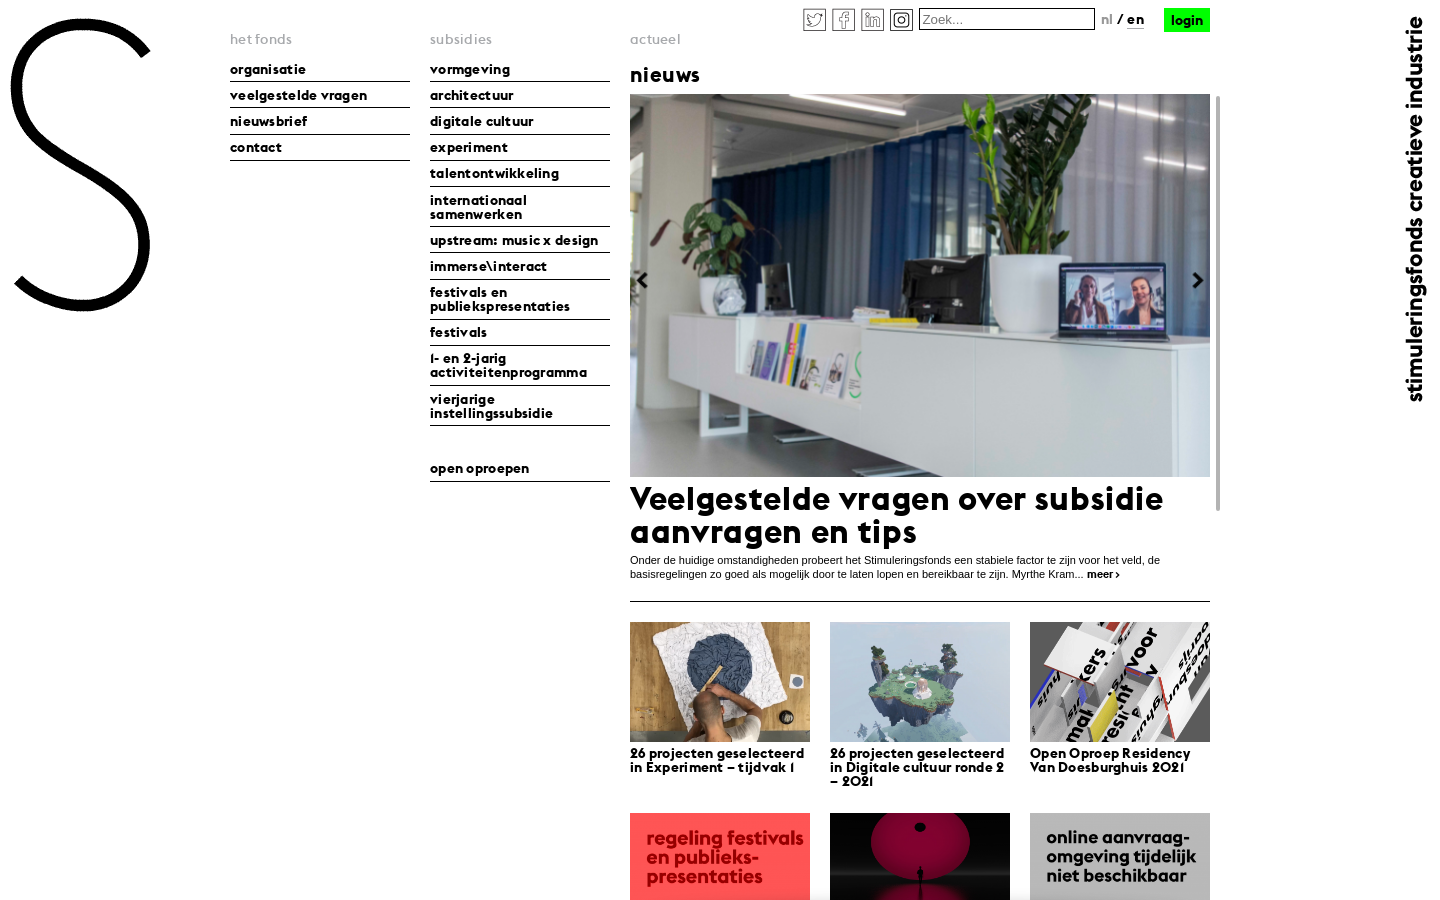 S
Zoek...
nl / en
login
stimuleringsfonds creatieve industrie
het fonds
organisatie
veelgestelde vragen
nieuwsbrief
contact
subsidies
vormgeving
architectuur
digitale cultuur
experiment
talentontwikkeling
internationaal
samenwerken
upstream: music x design
immerse\interact
festivals en
publiekspresentaties
festivals
1- en 2-jarig
activiteitenprogramma
vierjarige
instellingssubsidie
open oproepen
actueel
nieuws
Veelgestelde vragen over subsidie
aanvragen en tips
Onder de huidige omstandigheden probeert het Stimuleringsfonds een stabiele factor te zijn voor het veld, de
basisregelingen zo goed als mogelijk door te laten lopen en bereikbaar te zijn. Myrthe Kram... meer
26 projecten geselecteerd
in Experiment – tijdvak 1
26 projecten geselecteerd
in Digitale cultuur ronde 2
– 2021
Open Oproep Residency
Van Doesburghuis 2021
regeling festivals
en publieks-
presentaties
online aanvraag-
omgeving tijdelijk
niet beschikbaar